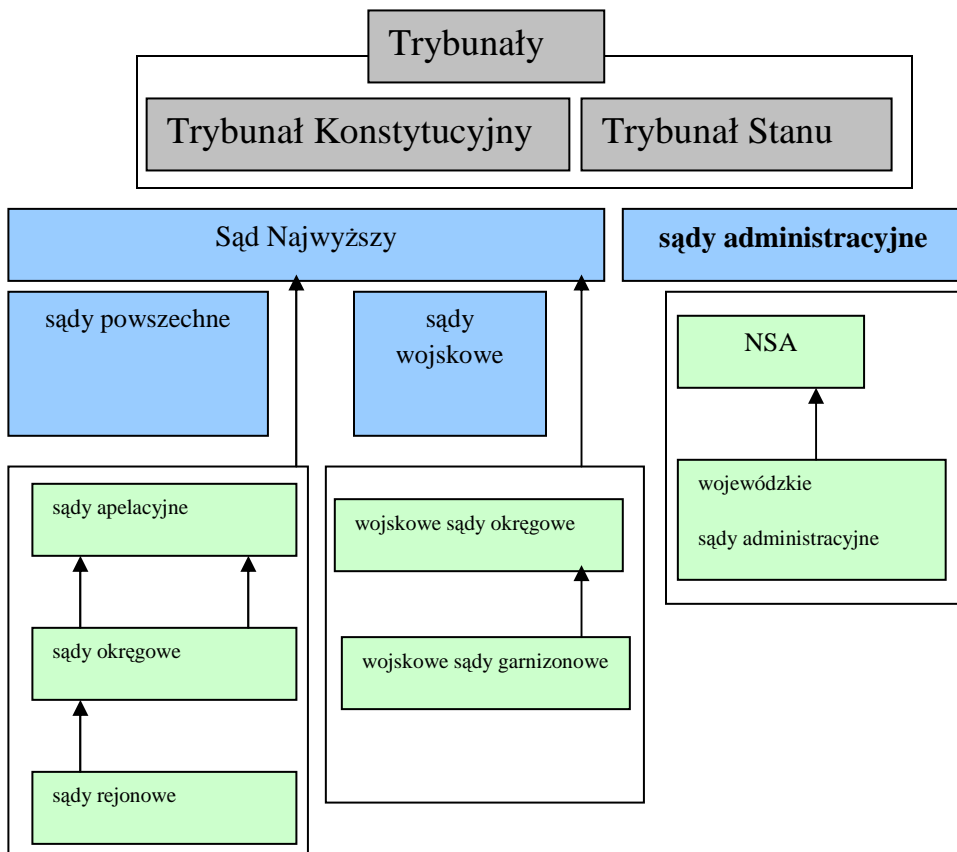 Trybunały
Trybunał Konstytucyjny
Trybunał Stanu
Sąd Najwyższy
sądy administracyjne
sądy powszechne
sądy
wojskowe
NSA
sądy apelacyjne
wojskowe sądy okręgowe
wojewódzkie
sądy administracyjne
sądy okręgowe
wojskowe sądy garnizonowe
sądy rejonowe